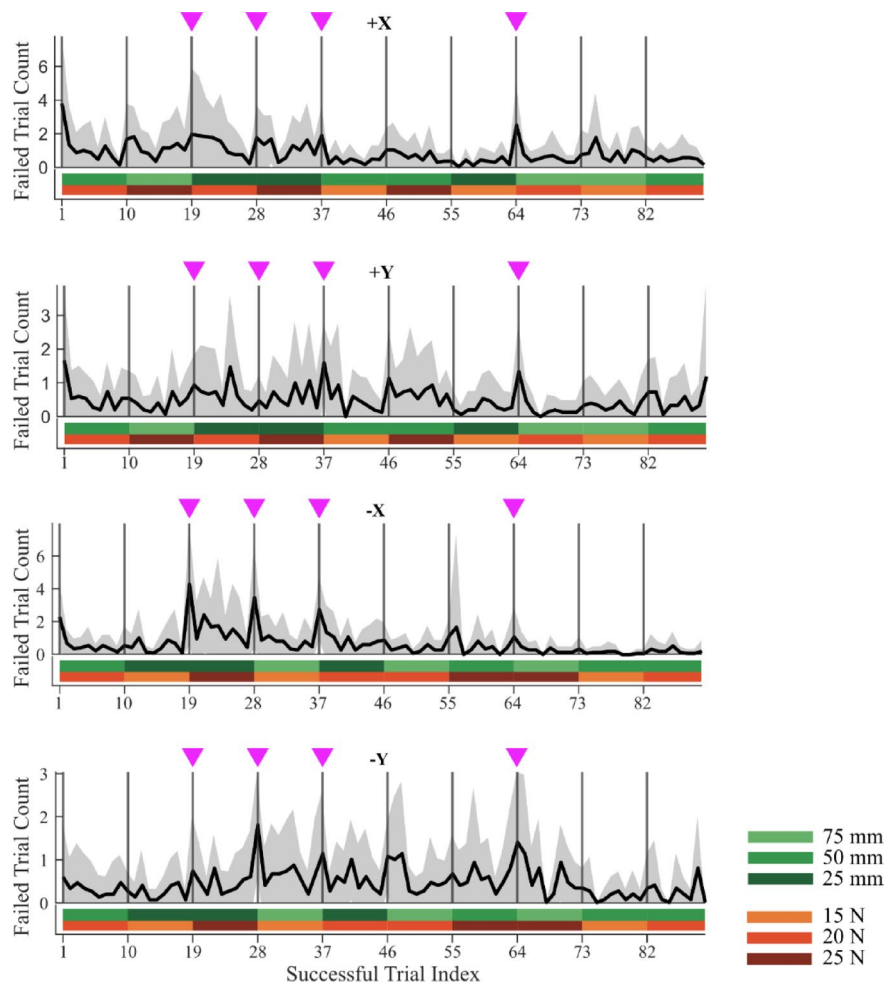 +X
Failed Trial Count
6
4
2
0
1 10 19 28 37 46 55 64 73 82
+Y
Failed Trial Count
3
2
1
0
1 10 19 28 37 46 55 64 73 82
-X
Failed Trial Count
6
4
2
0
1 10 19 28 37 46 55 64 73 82
-Y
Failed Trial Count
3
2
1
0
1 10 19 28 37 46 55 64 73 82
Successful Trial Index
75 mm
50 mm
25 mm
15 N
20 N
25 N